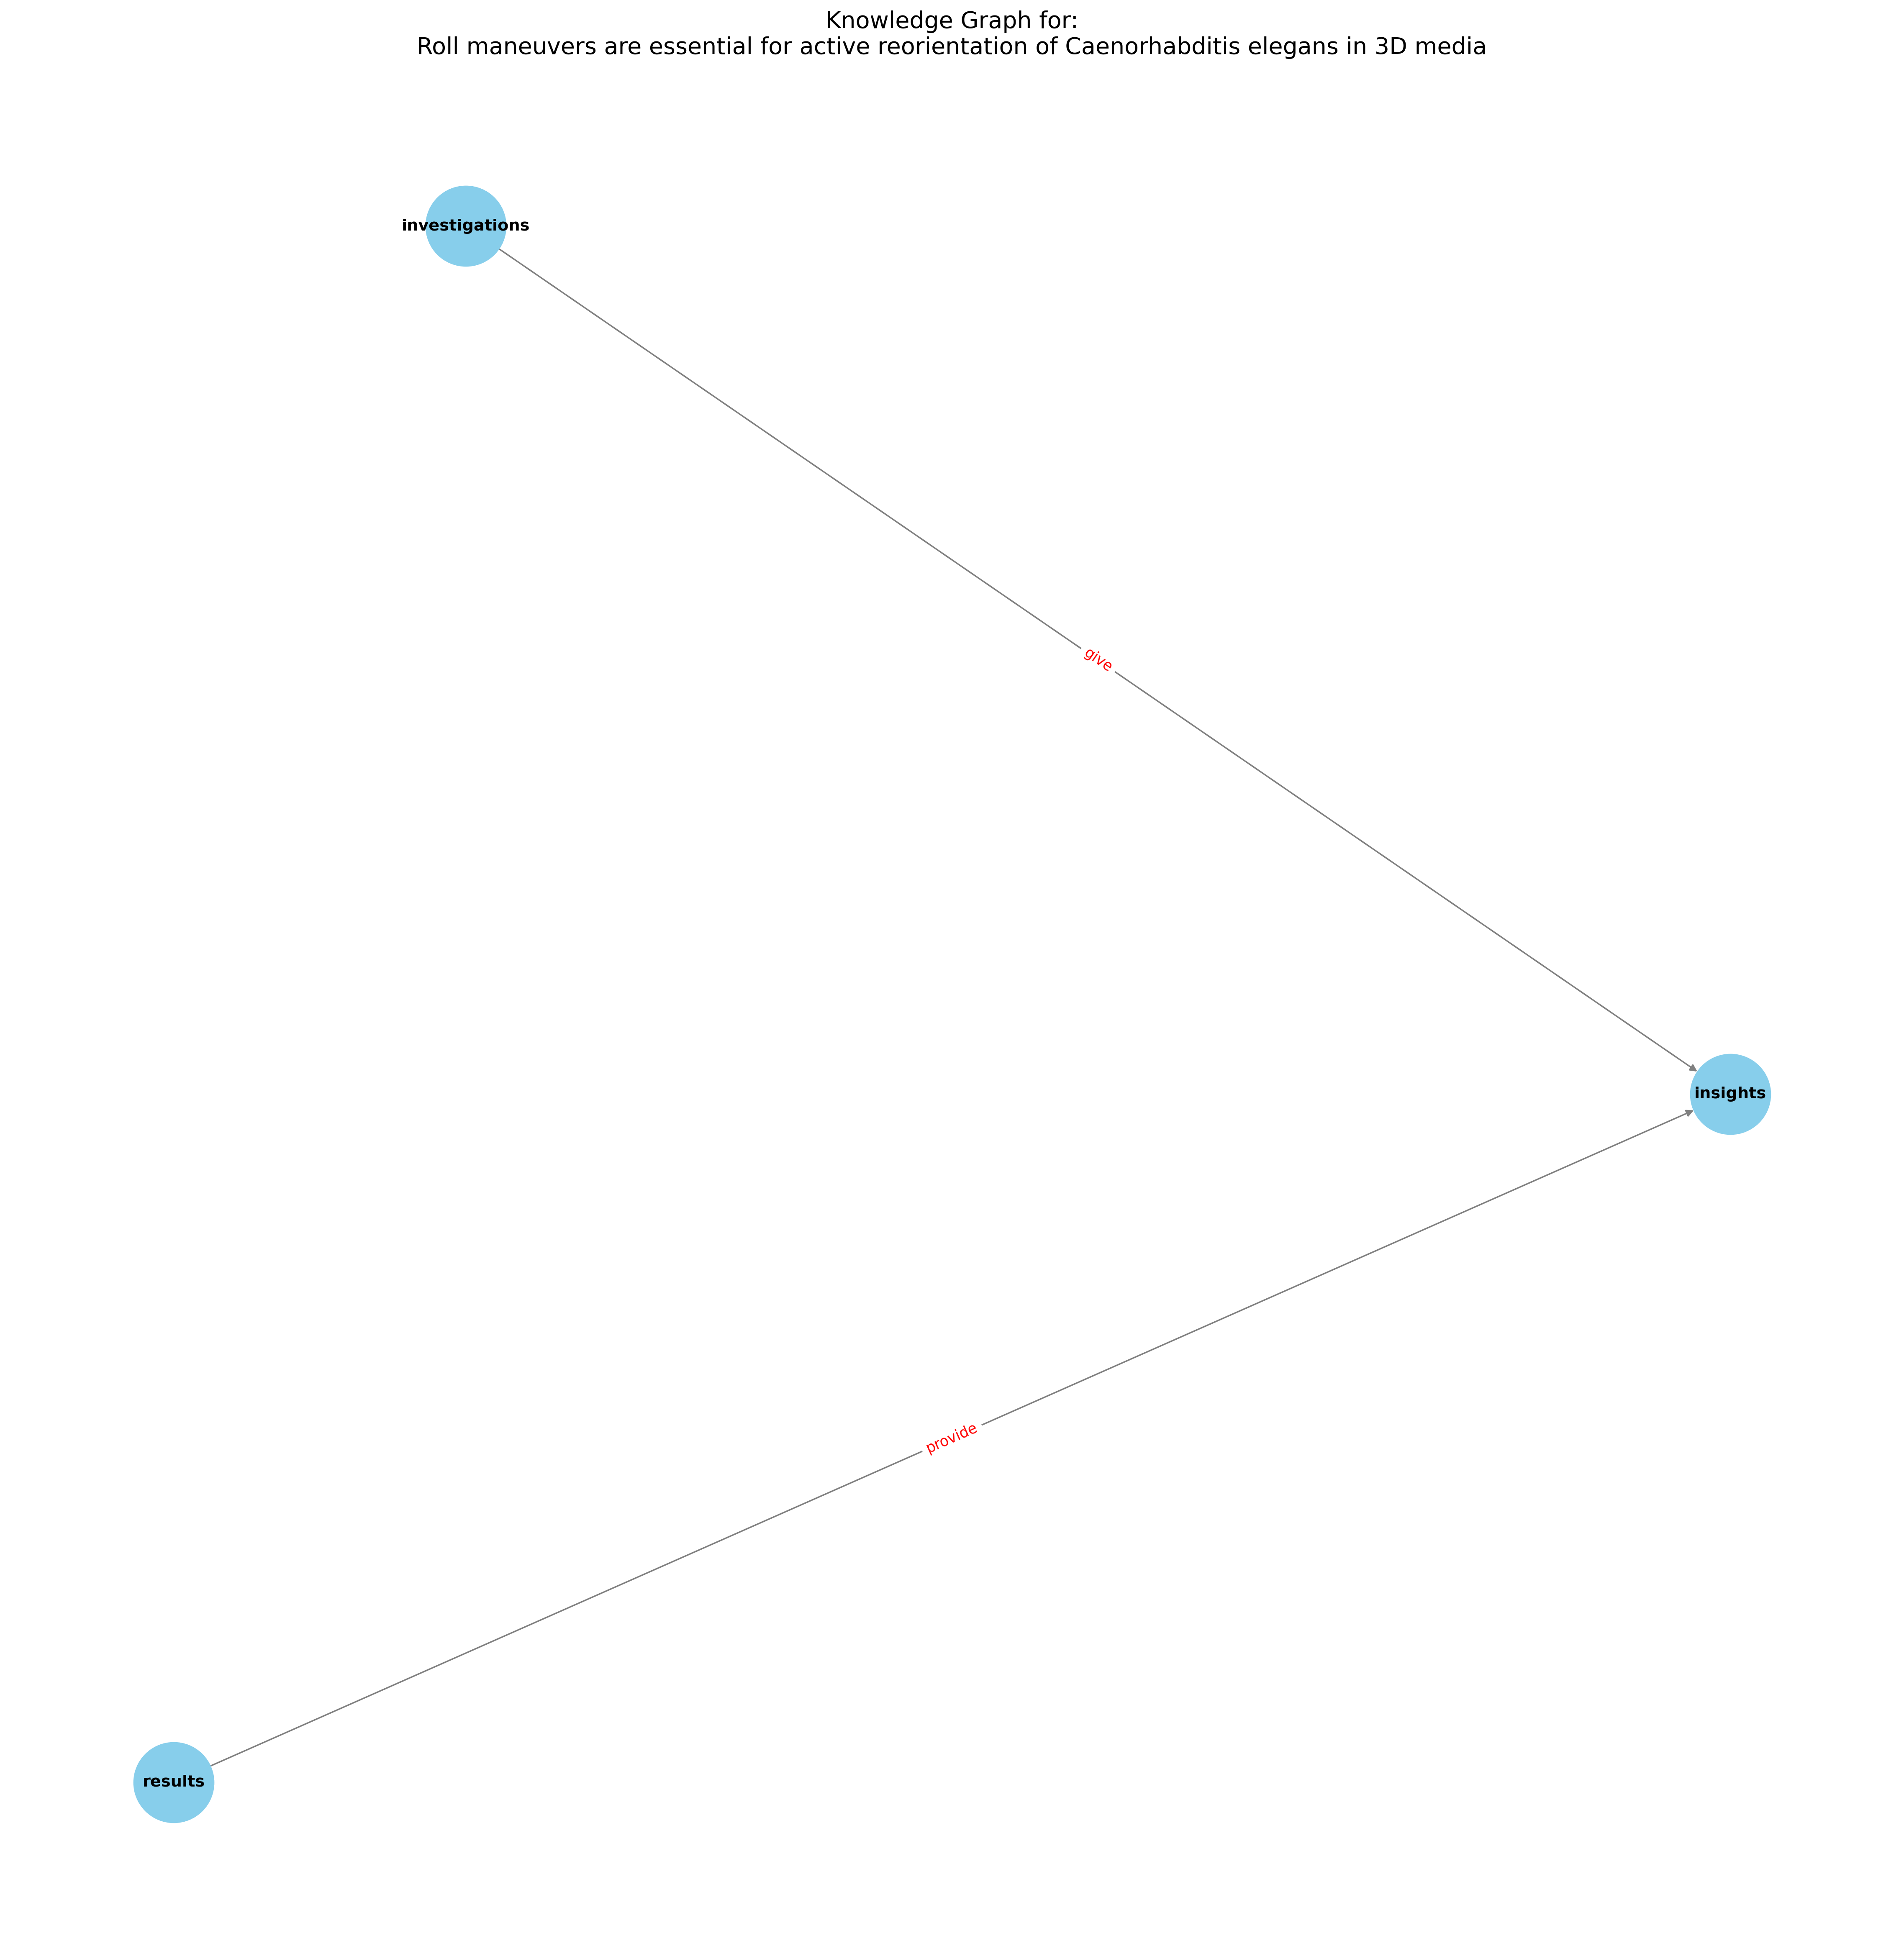 Knowledge Graph for:
Roll maneuvers are essential for active reorientation of Caenorhabditis elegans in 3D media
investigations
give
insights
provide
results